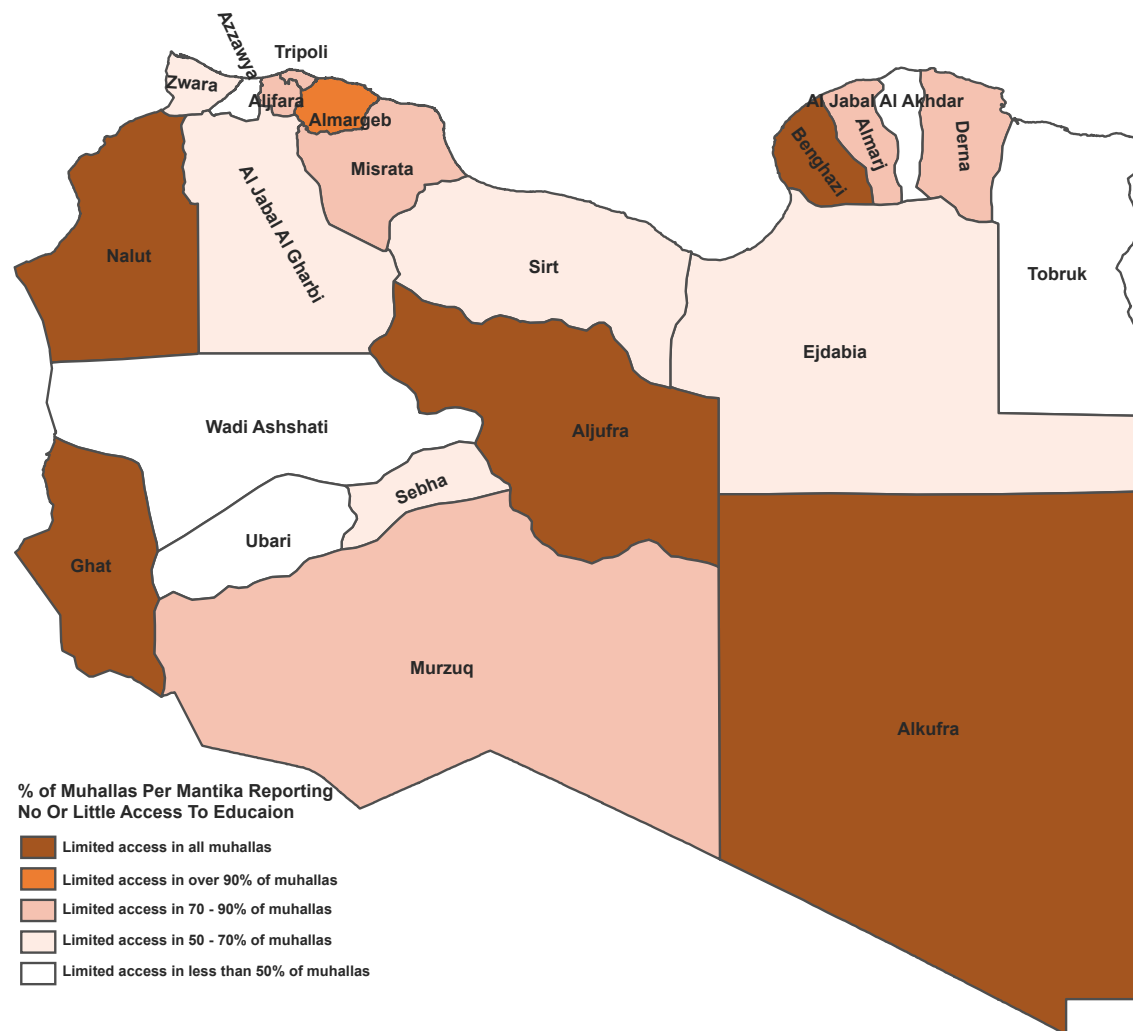 Azzawya
Tripoli
Zwara
Aljfara
Almargeb
Al Jabal Al Akhdar
Almarj
Derna
Benghazi
Misrata
Al Jabal Al Gharbi
Nalut
Sirt
Tobruk
Ejdabia
Wadi Ashshati
Aljufra
Sebha
Ubari
Ghat
Murzuq
Alkufra
% of Muhallas Per Mantika Reporting
No Or Little Access To Educaion
Limited access in all muhallas
Limited access in over 90% of muhallas
Limited access in 70 - 90% of muhallas
Limited access in 50 - 70% of muhallas
Limited access in less than 50% of muhallas